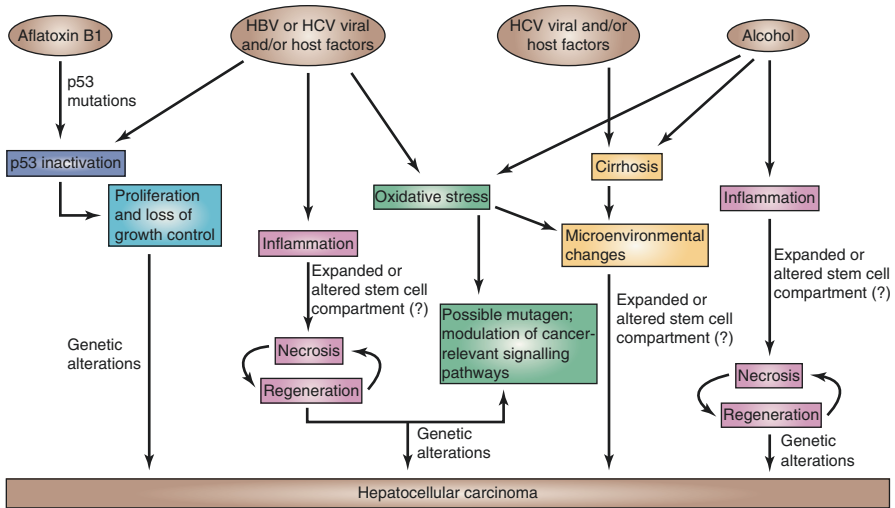 Aflatoxin B1
HBV or HCV viral
and/or host factors
HCV viral and/or
host factors
Alcohol
p53
mutations
p53 inactivation
Cirrhosis
Proliferation
and loss of
growth control
Oxidative stress
Inflammation
Inflammation
Microenvironmental
changes
Expanded or
altered stem cell
compartment (?)
Expanded or
altered stem cell
compartment (?)
Expanded or
altered stem cell
compartment (?)
Possible mutagen;
modulation of cancer-
relevant signalling
pathways
Genetic
alterations
Necrosis
Regeneration
Necrosis
Regeneration
Genetic
alterations
Genetic
alterations
Hepatocellular carcinoma